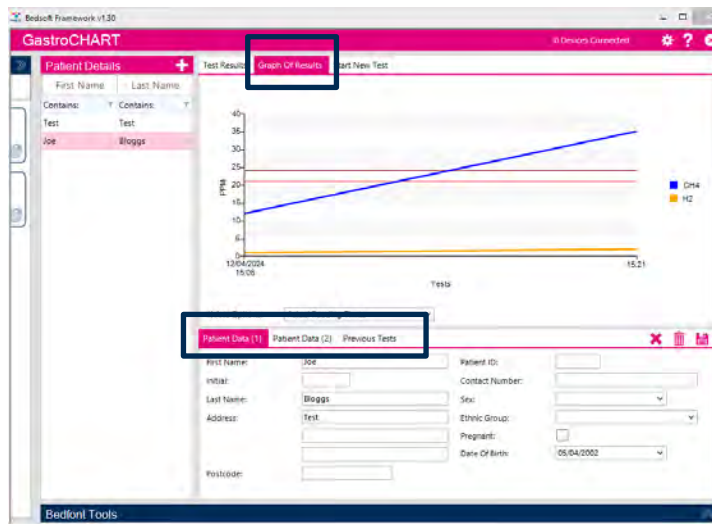 Bedsoft Framework v1.30
GastroCHART
0 Devices Connected
Patient Details
First Name Last Name
Contains: Contains:
Test Test
Joe Bloggs
Test Results Graph Of Results Start New Test
PPM
40
35
30
25
20
15
10
5
0
12/04/2024
15:05
15:21
Tests
CH4
H2
Patient Data (1) Patient Data (2) Previous Tests
First Name: Joe Patient ID:
Initial: Contact Number:
Last Name: Bloggs Sex:
Address: Test Ethnic Group:
Pregnant:
Date Of Birth: 05/04/2002
Postcode:
Bedfont Tools